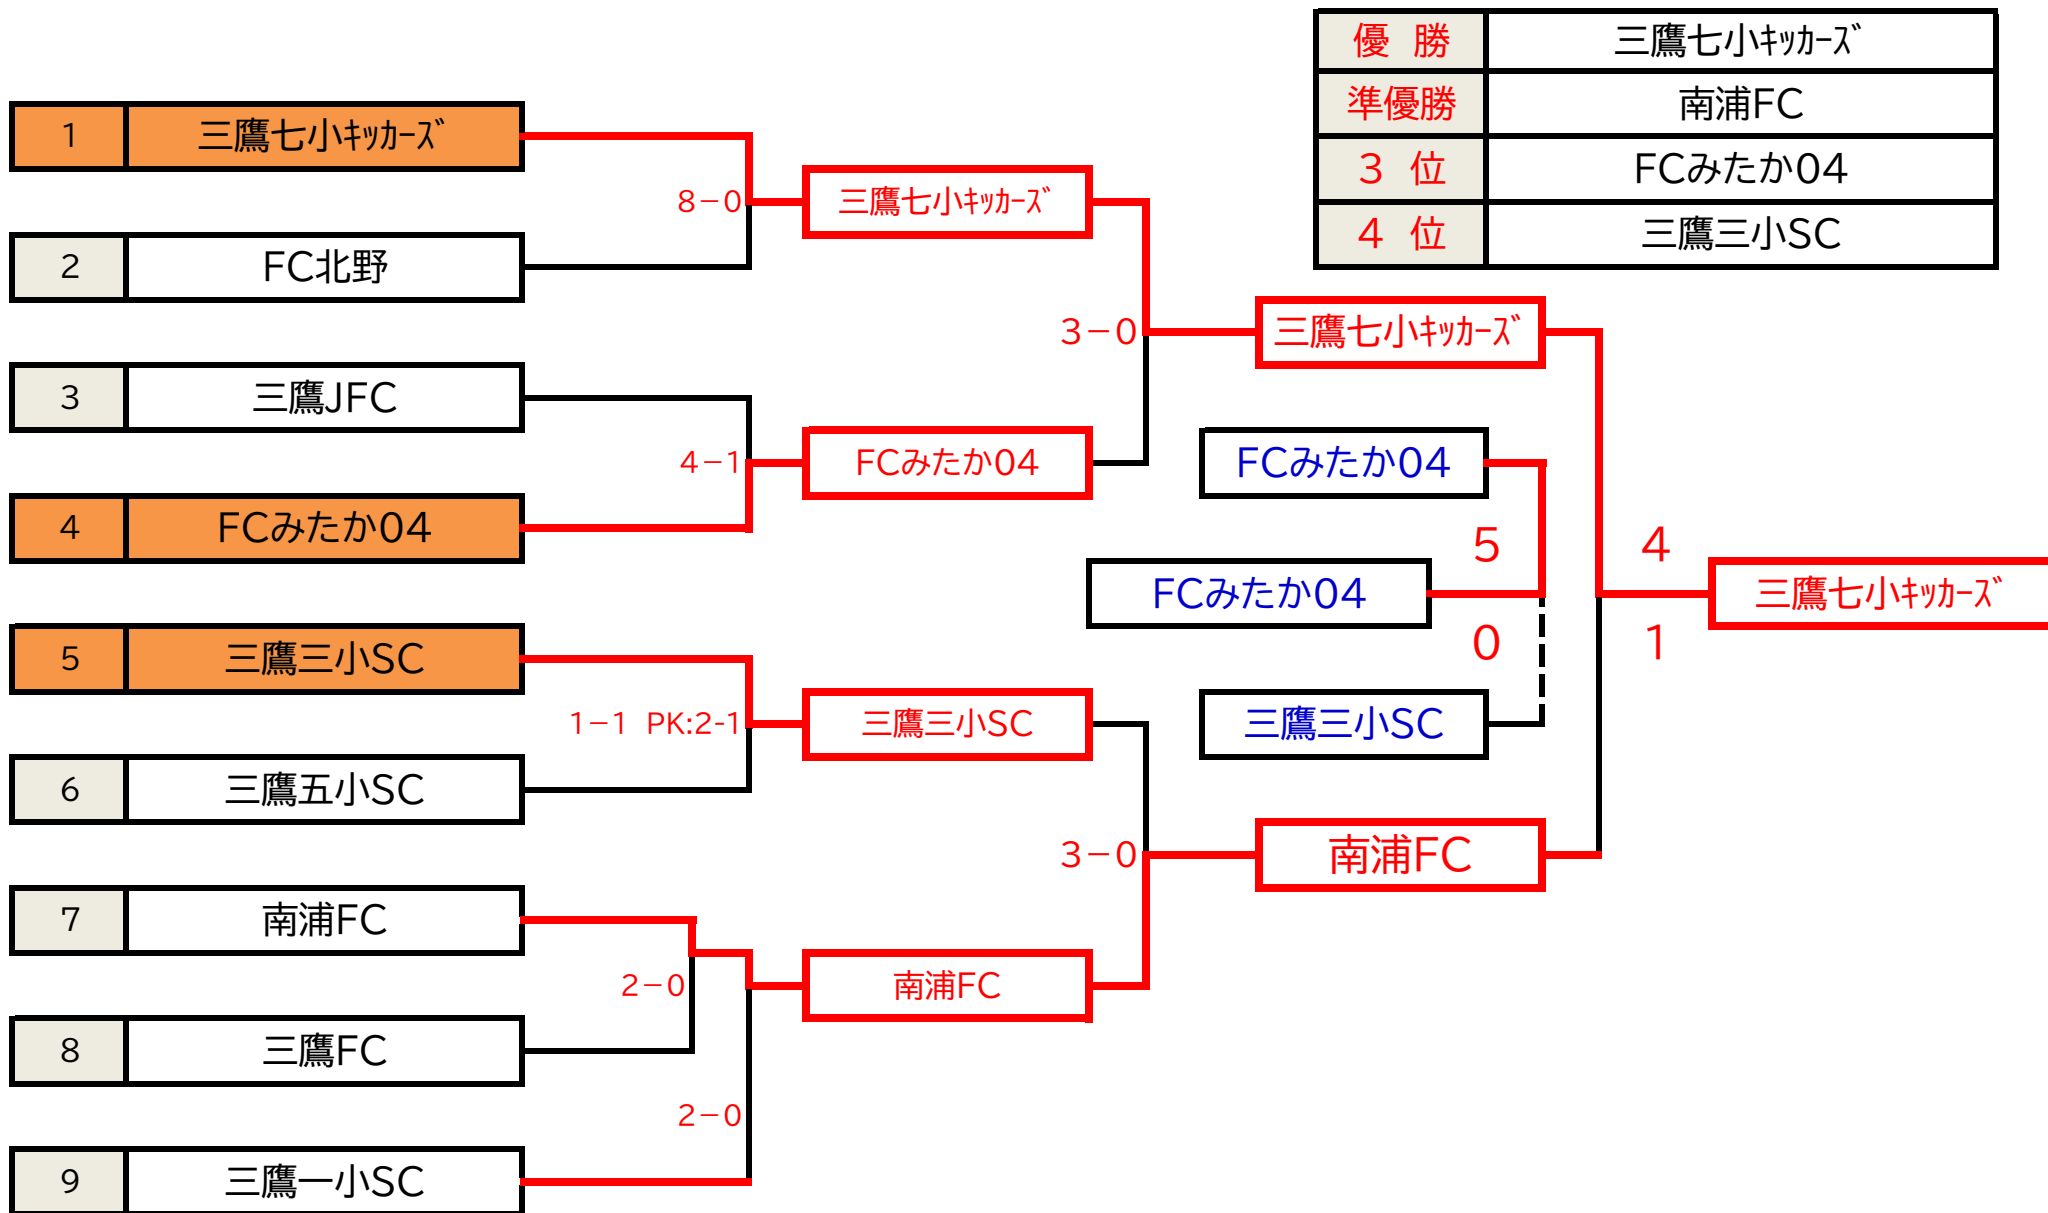 優 勝 三鷹七小ｷｯｶｰｽﾞ
準優勝 南浦FC
3 位 FCみたか04
4 位 三鷹三小SC
1 三鷹七小ｷｯｶｰｽﾞ
2 FC北野
3 三鷹JFC
4 FCみたか04
5 三鷹三小SC
6 三鷹五小SC
7 南浦FC
8 三鷹FC
9 三鷹一小SC
8－0
4－1
1－1 PK:2-1
2－0
2－0
三鷹七小ｷｯｶｰｽﾞ
FCみたか04
三鷹三小SC
南浦FC
3－0
3－0
三鷹七小ｷｯｶｰｽﾞ
FCみたか04
5
FCみたか04
0
三鷹三小SC
南浦FC
4
1
三鷹七小ｷｯｶｰｽﾞ